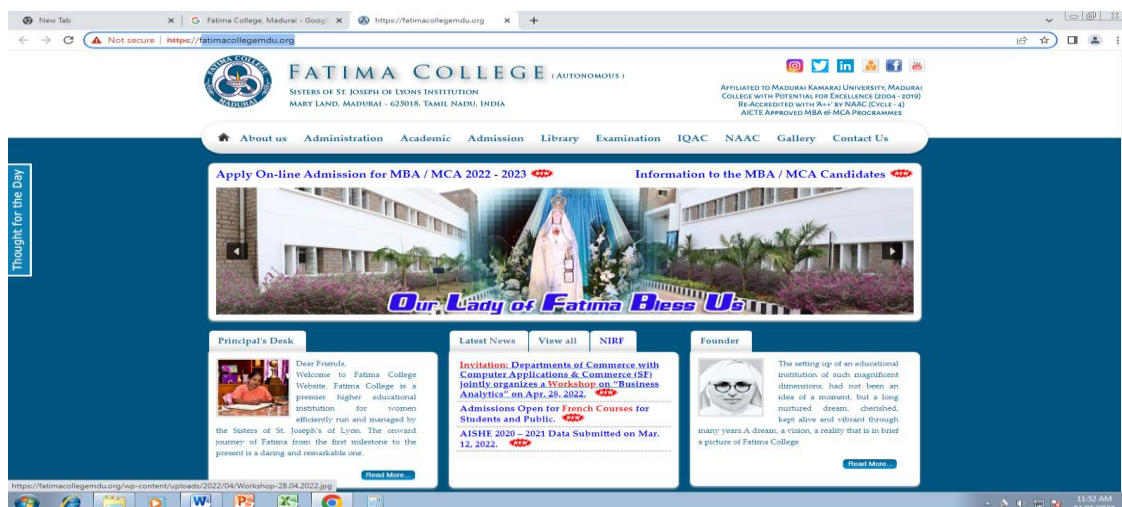 New Tab
Fatima College, Madurai - Goog
https://fatimacollegemdu.org
Not secure
https://fatimacollegemdu.org
FATIMA COLLEGE
MADURAI
FATIMA COLLEGE (AUTONOMOUS)
SISTERS OF ST. JOSEPH OF LYONS INSTITUTION
MARY LAND, MADURAI - 625018, TAMIL NADU, INDIA
AFFILIATED TO MADURAI KAMARAJ UNIVERSITY, MADURAI
COLLEGE WITH POTENTIAL FOR EXCELLENCE (2004 - 2019)
RE-ACCREDITED WITH 'A++' BY NAAC (CYCLE - 4)
AICTE APPROVED MBA & MCA PROGRAMMES
About us Administration Academic Admission Library Examination IQAC NAAC Gallery Contact Us
Thought for the Day
Apply On-line Admission for MBA / MCA 2022 - 2023 NEW
Information to the MBA / MCA Candidates NEW
Our Lady of Fatima Bless Us
Principal's Desk
Dear Friends,
Welcome to Fatima College
Website. Fatima College is a
premier higher educational
institution for women
efficiently run and managed by
the Sisters of St. Joseph's of Lyon. The onward
journey of Fatima from the first milestone to the
present is a daring and remarkable one.
Read More...
Latest News View all NIRF
Invitation: Departments of Commerce with
Computer Applications & Commerce (SF)
jointly organizes a Workshop on "Business
Analytics" on Apr. 28, 2022. NEW
Admissions Open for French Courses for
Students and Public. NEW
AISHE 2020 – 2021 Data Submitted on Mar.
12, 2022. NEW
Founder
The setting up of an educational
institution of such magnificent
dimensions, had not been an
idea of a moment, but a long
nurtured dream, cherished,
kept alive and vibrant through
many years.A dream, a vision, a reality that is in brief
a picture of Fatima College
Read More...
https://fatimacollegemdu.org/wp-content/uploads/2022/04/Workshop-28.04.2022.jpg
11:52 AM